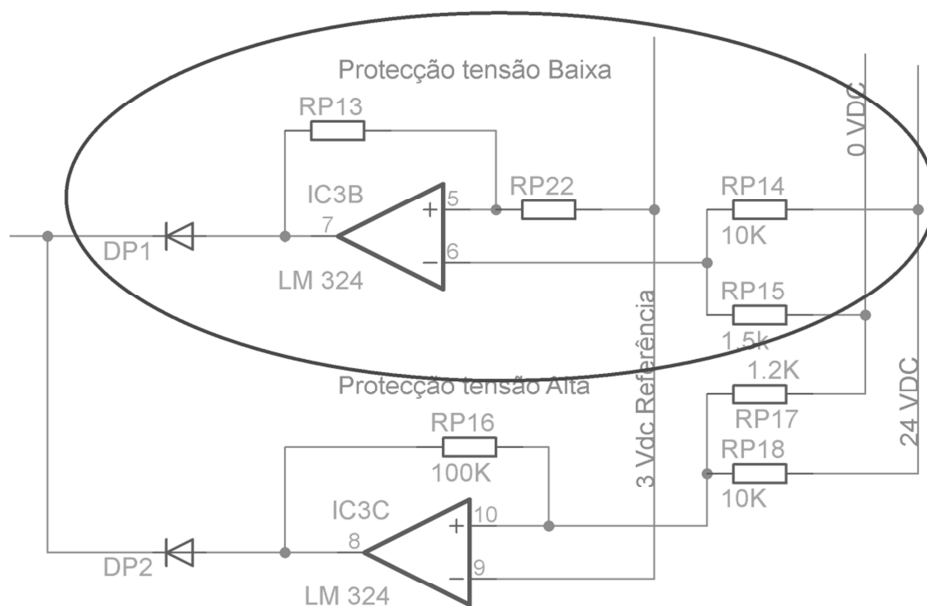 Protecção tensão Baixa
RP13
0 VDC
IC3B
5
RP22
RP14
7
+
10K
DP1
6
−
LM 324
RP15
1.5k
3 Vdc Referência
24 VDC
Protecção tensão Alta
1.2K
RP17
RP16
100K
RP18
10K
IC3C
10
+
8
DP2
9
−
LM 324